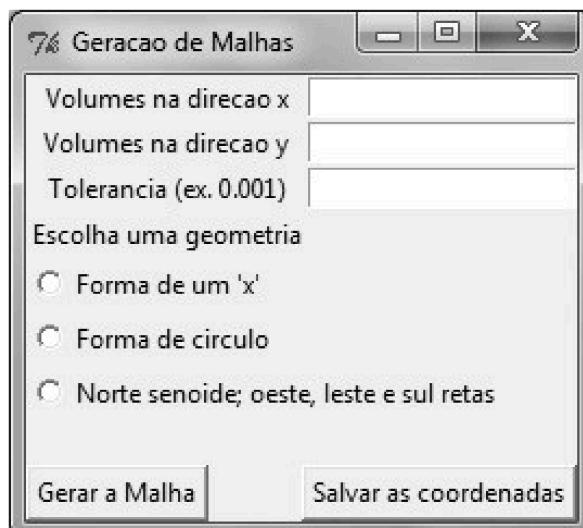 Geracao de Malhas
Volumes na direcao x
Volumes na direcao y
Tolerancia (ex. 0.001)
Escolha uma geometria
Forma de um 'x'
Forma de circulo
Norte senoide; oeste, leste e sul retas
Gerar a Malha
Salvar as coordenadas